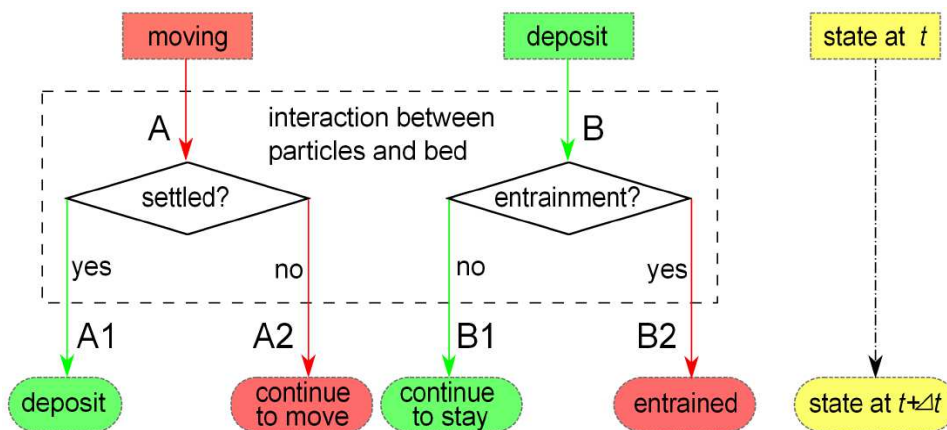 moving
deposit
state at t
A
interaction between
particles and bed
B
settled?
entrainment?
yes
no
no
yes
A1
A2
B1
B2
deposit
continue
to move
continue
to stay
entrained
state at t+Δt